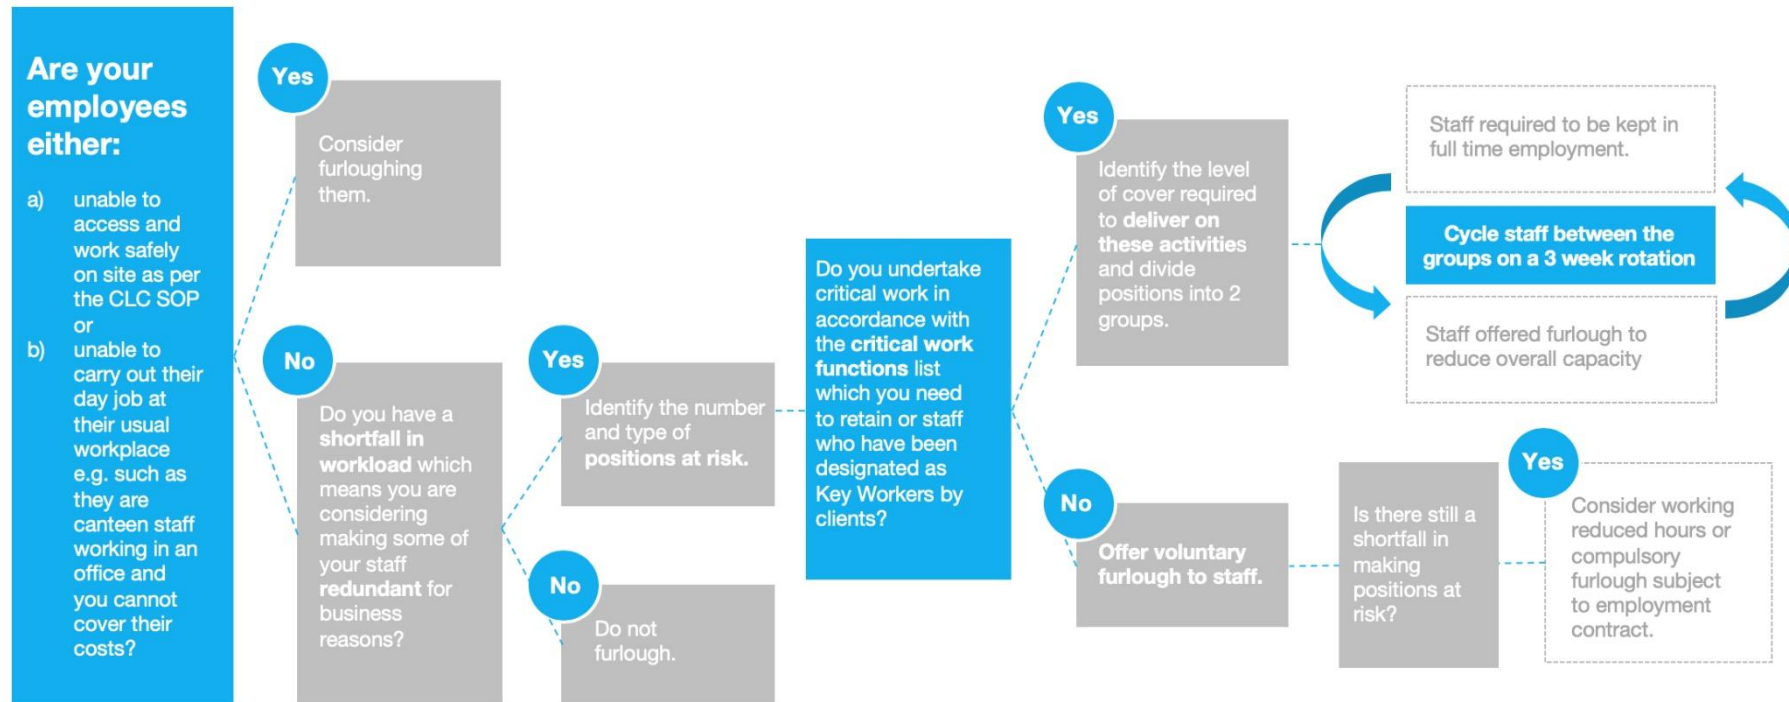 Are your
employees
either:
a) unable to
access and
work safely
on site as per
the CLC SOP
or
b) unable to
carry out their
day job at
their usual
workplace
e.g. such as
they are
canteen staff
working in an
office and
you cannot
cover their
costs?
Yes
Consider
furloughing
them.
No
Do you have a
shortfall in
workload which
means you are
considering
making some of
your staff
redundant for
business
reasons?
Yes
Identify the number
and type of
positions at risk.
No
Do not
furlough.
Do you undertake
critical work in
accordance with
the critical work
functions list
which you need
to retain or staff
who have been
designated as
Key Workers by
clients?
Yes
Identify the level
of cover required
to deliver on
these activities
and divide
positions into 2
groups.
Staff required to be kept in
full time employment.
Cycle staff between the
groups on a 3 week rotation
Staff offered furlough to
reduce overall capacity
No
Offer voluntary
furlough to staff.
Is there still a
shortfall in
making
positions at
risk?
Yes
Consider working
reduced hours or
compulsory
furlough subject
to employment
contract.